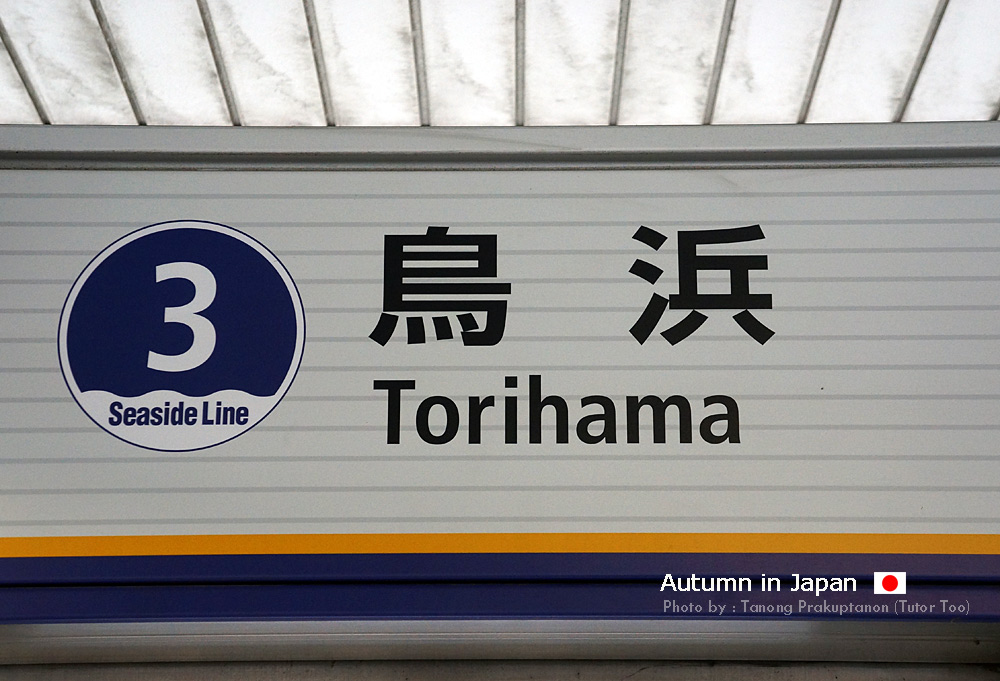 3
Seaside Line
鳥浜
Torihama
Autumn in Japan
Photo by : Tanong Prakuptanon (Tutor Too)